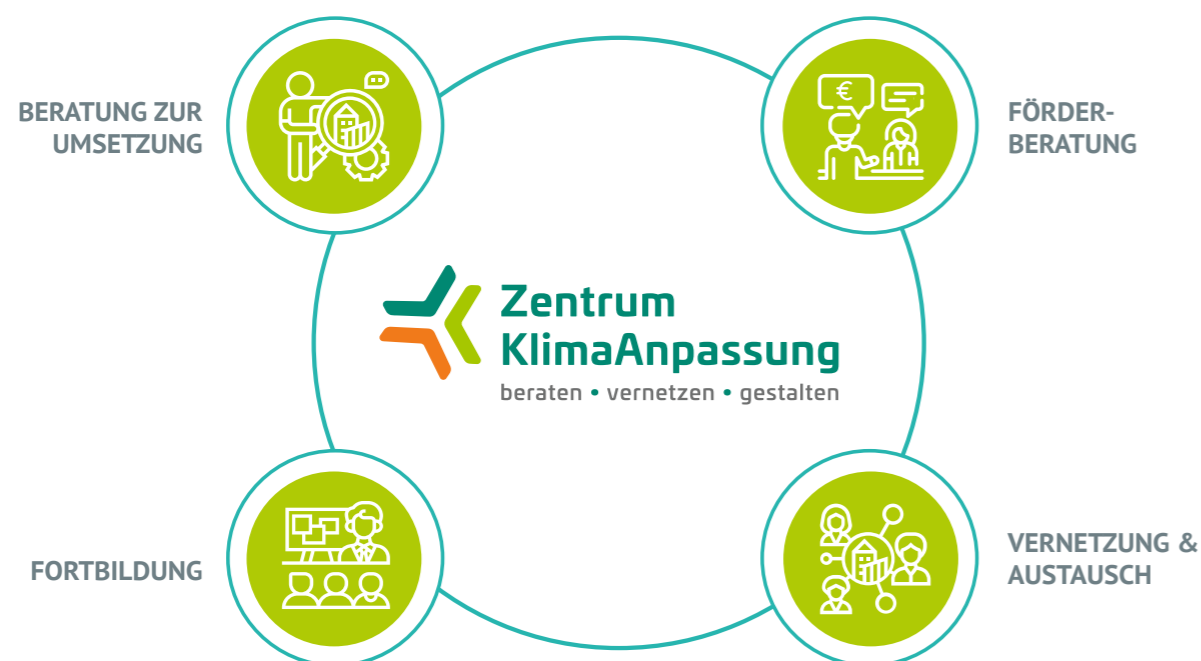 BERATUNG ZUR
UMSETZUNG
€
FÖRDER-
BERATUNG
Zentrum
KlimaAnpassung
beraten • vernetzen • gestalten
FORTBILDUNG
VERNETZUNG &
AUSTAUSCH